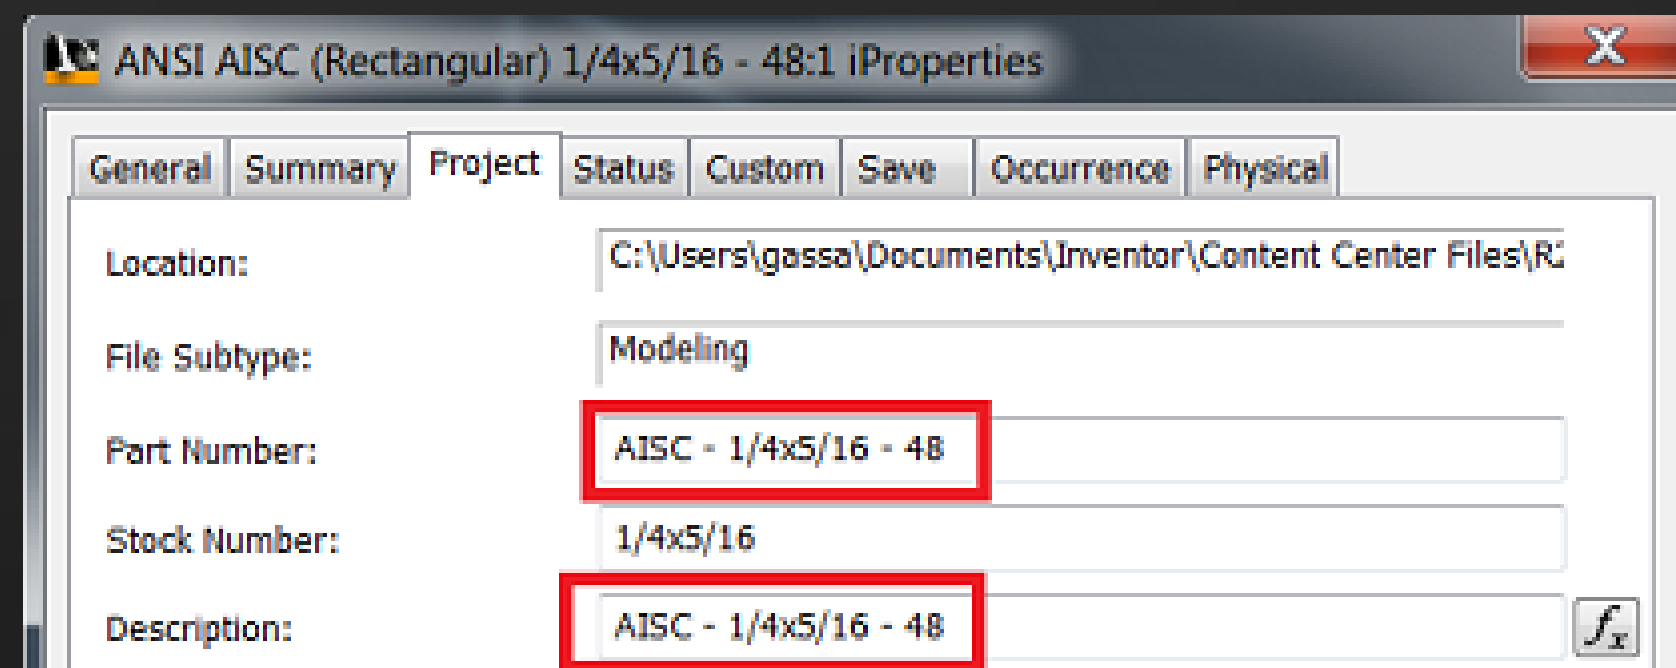 ANSI AISC (Rectangular) 1/4x5/16 - 48:1 iProperties
General Summary Project Status Custom Save Occurrence Physical
Location: C:\Users\gassa\Documents\Inventor\Content Center Files\R2
File Subtype: Modeling
Part Number: AISC - 1/4x5/16 - 48
Stock Number: 1/4x5/16
Description: AISC - 1/4x5/16 - 48 fx